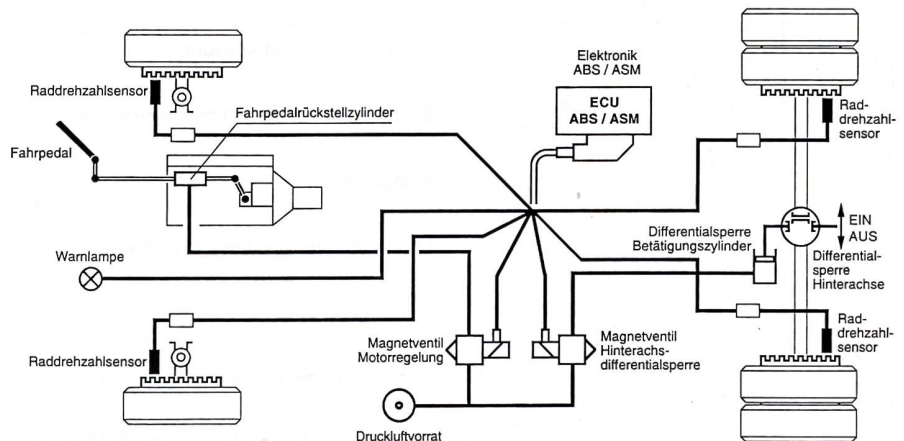 Elektronik
ABS / ASM
ECU
ABS / ASM
Raddrehzahlsensor
Fahrpedalrückstellzylinder
Fahrpedal
Rad-
drehzahl-
sensor
Differentialsperre
Betätigungszylinder
EIN
AUS
Differential-
sperre
Hinterachse
Warnlampe
Magnetventil
Motorregelung
Magnetventil
Hinterachs-
differentialsperre
Rad-
drehzahl-
sensor
Raddrehzahlsensor
Druckluftvorrat